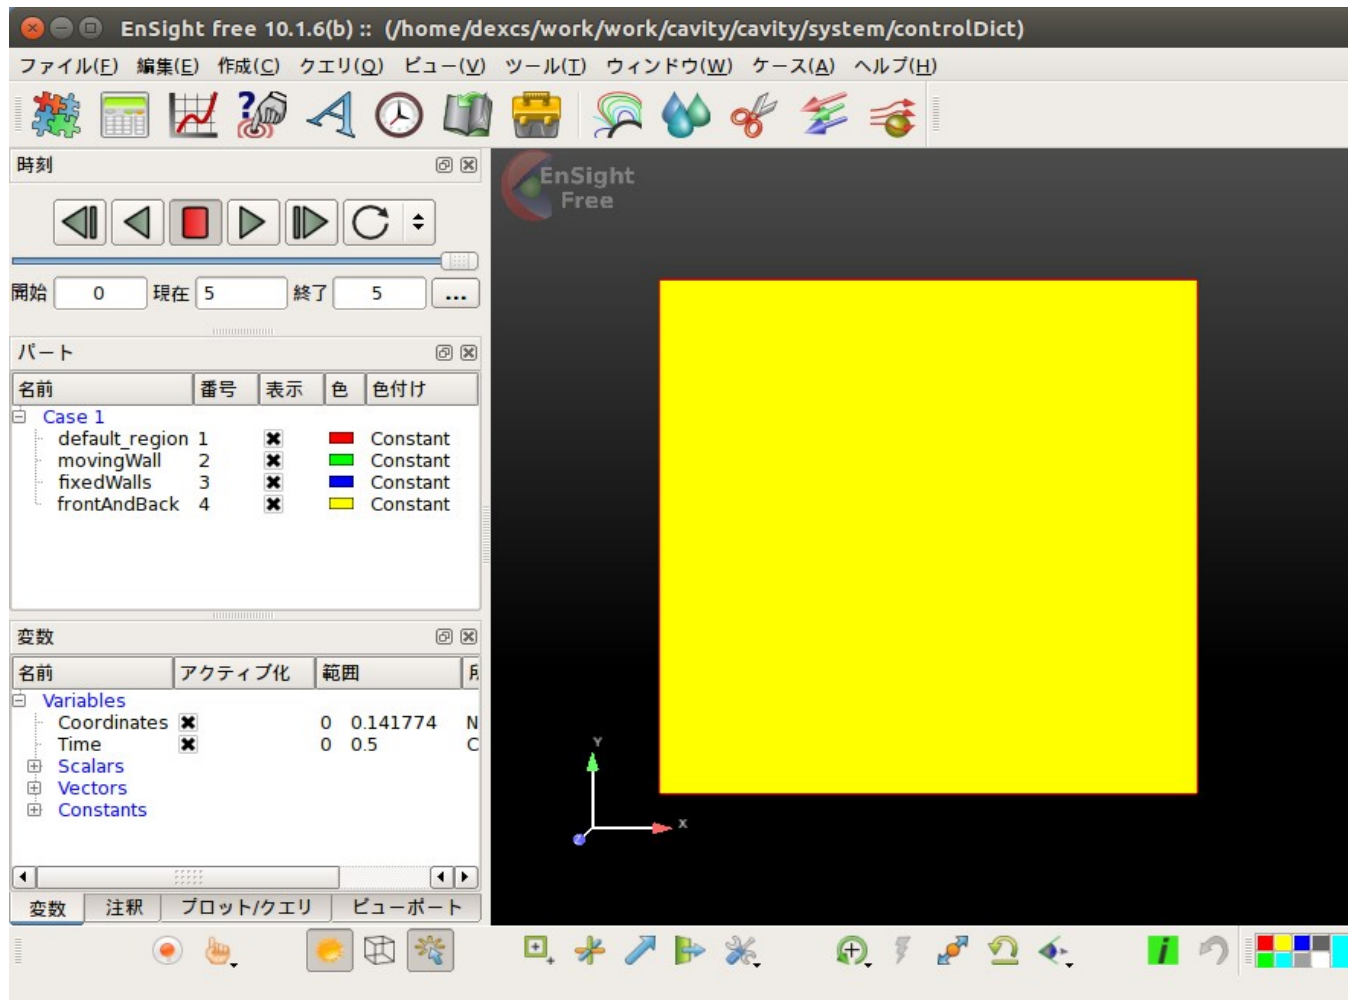 EnSight free 10.1.6(b) :: (/home/dexcs/work/work/cavity/cavity/system/controlDict)
ファイル(F) 編集(E) 作成(C) クエリ(Q) ビュー(V) ツール(T) ウィンドウ(W) ケース(A) ヘルプ(H)
時刻
EnSight
Free
開始 0 現在 5 終了 5 ...
パート
名前 番号 表示 色 色付け
Case 1
default_region 1 Constant
movingWall 2 Constant
fixedWalls 3 Constant
frontAndBack 4 Constant
変数
名前 アクティブ化 範囲
Variables
Coordinates 0 0.141774 N
Time 0 0.5 C
Scalars
Vectors
Constants
Y
X
Z
変数 注釈 プロット/クエリ ビューポート